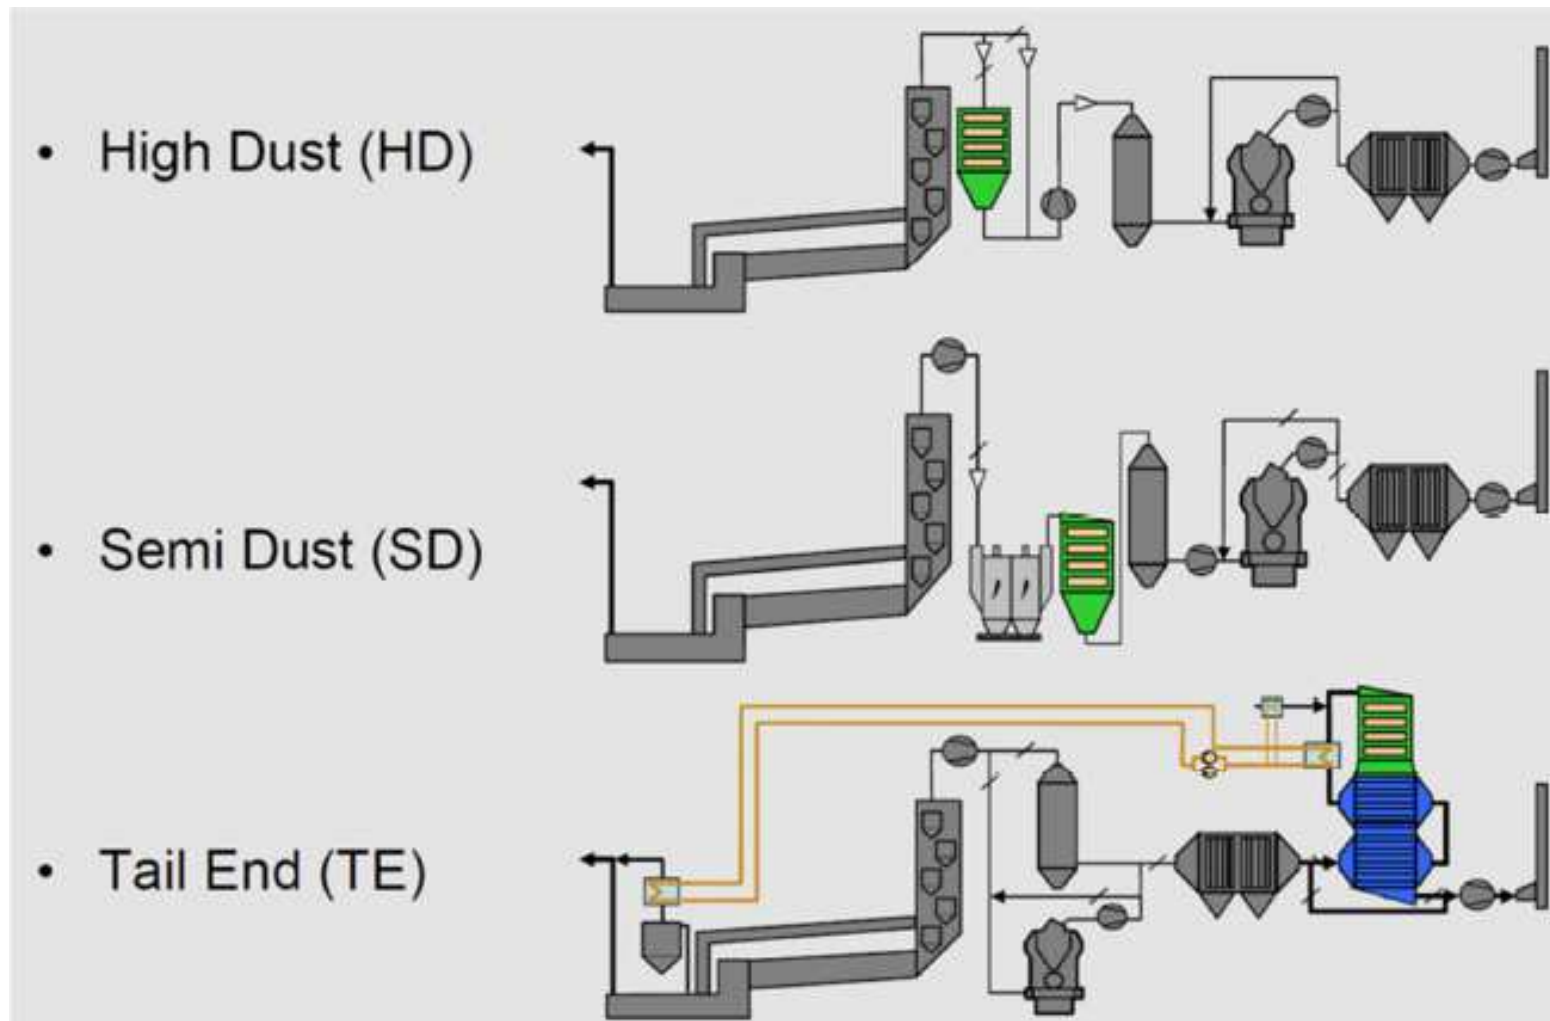 • High Dust (HD)
• Semi Dust (SD)
• Tail End (TE)